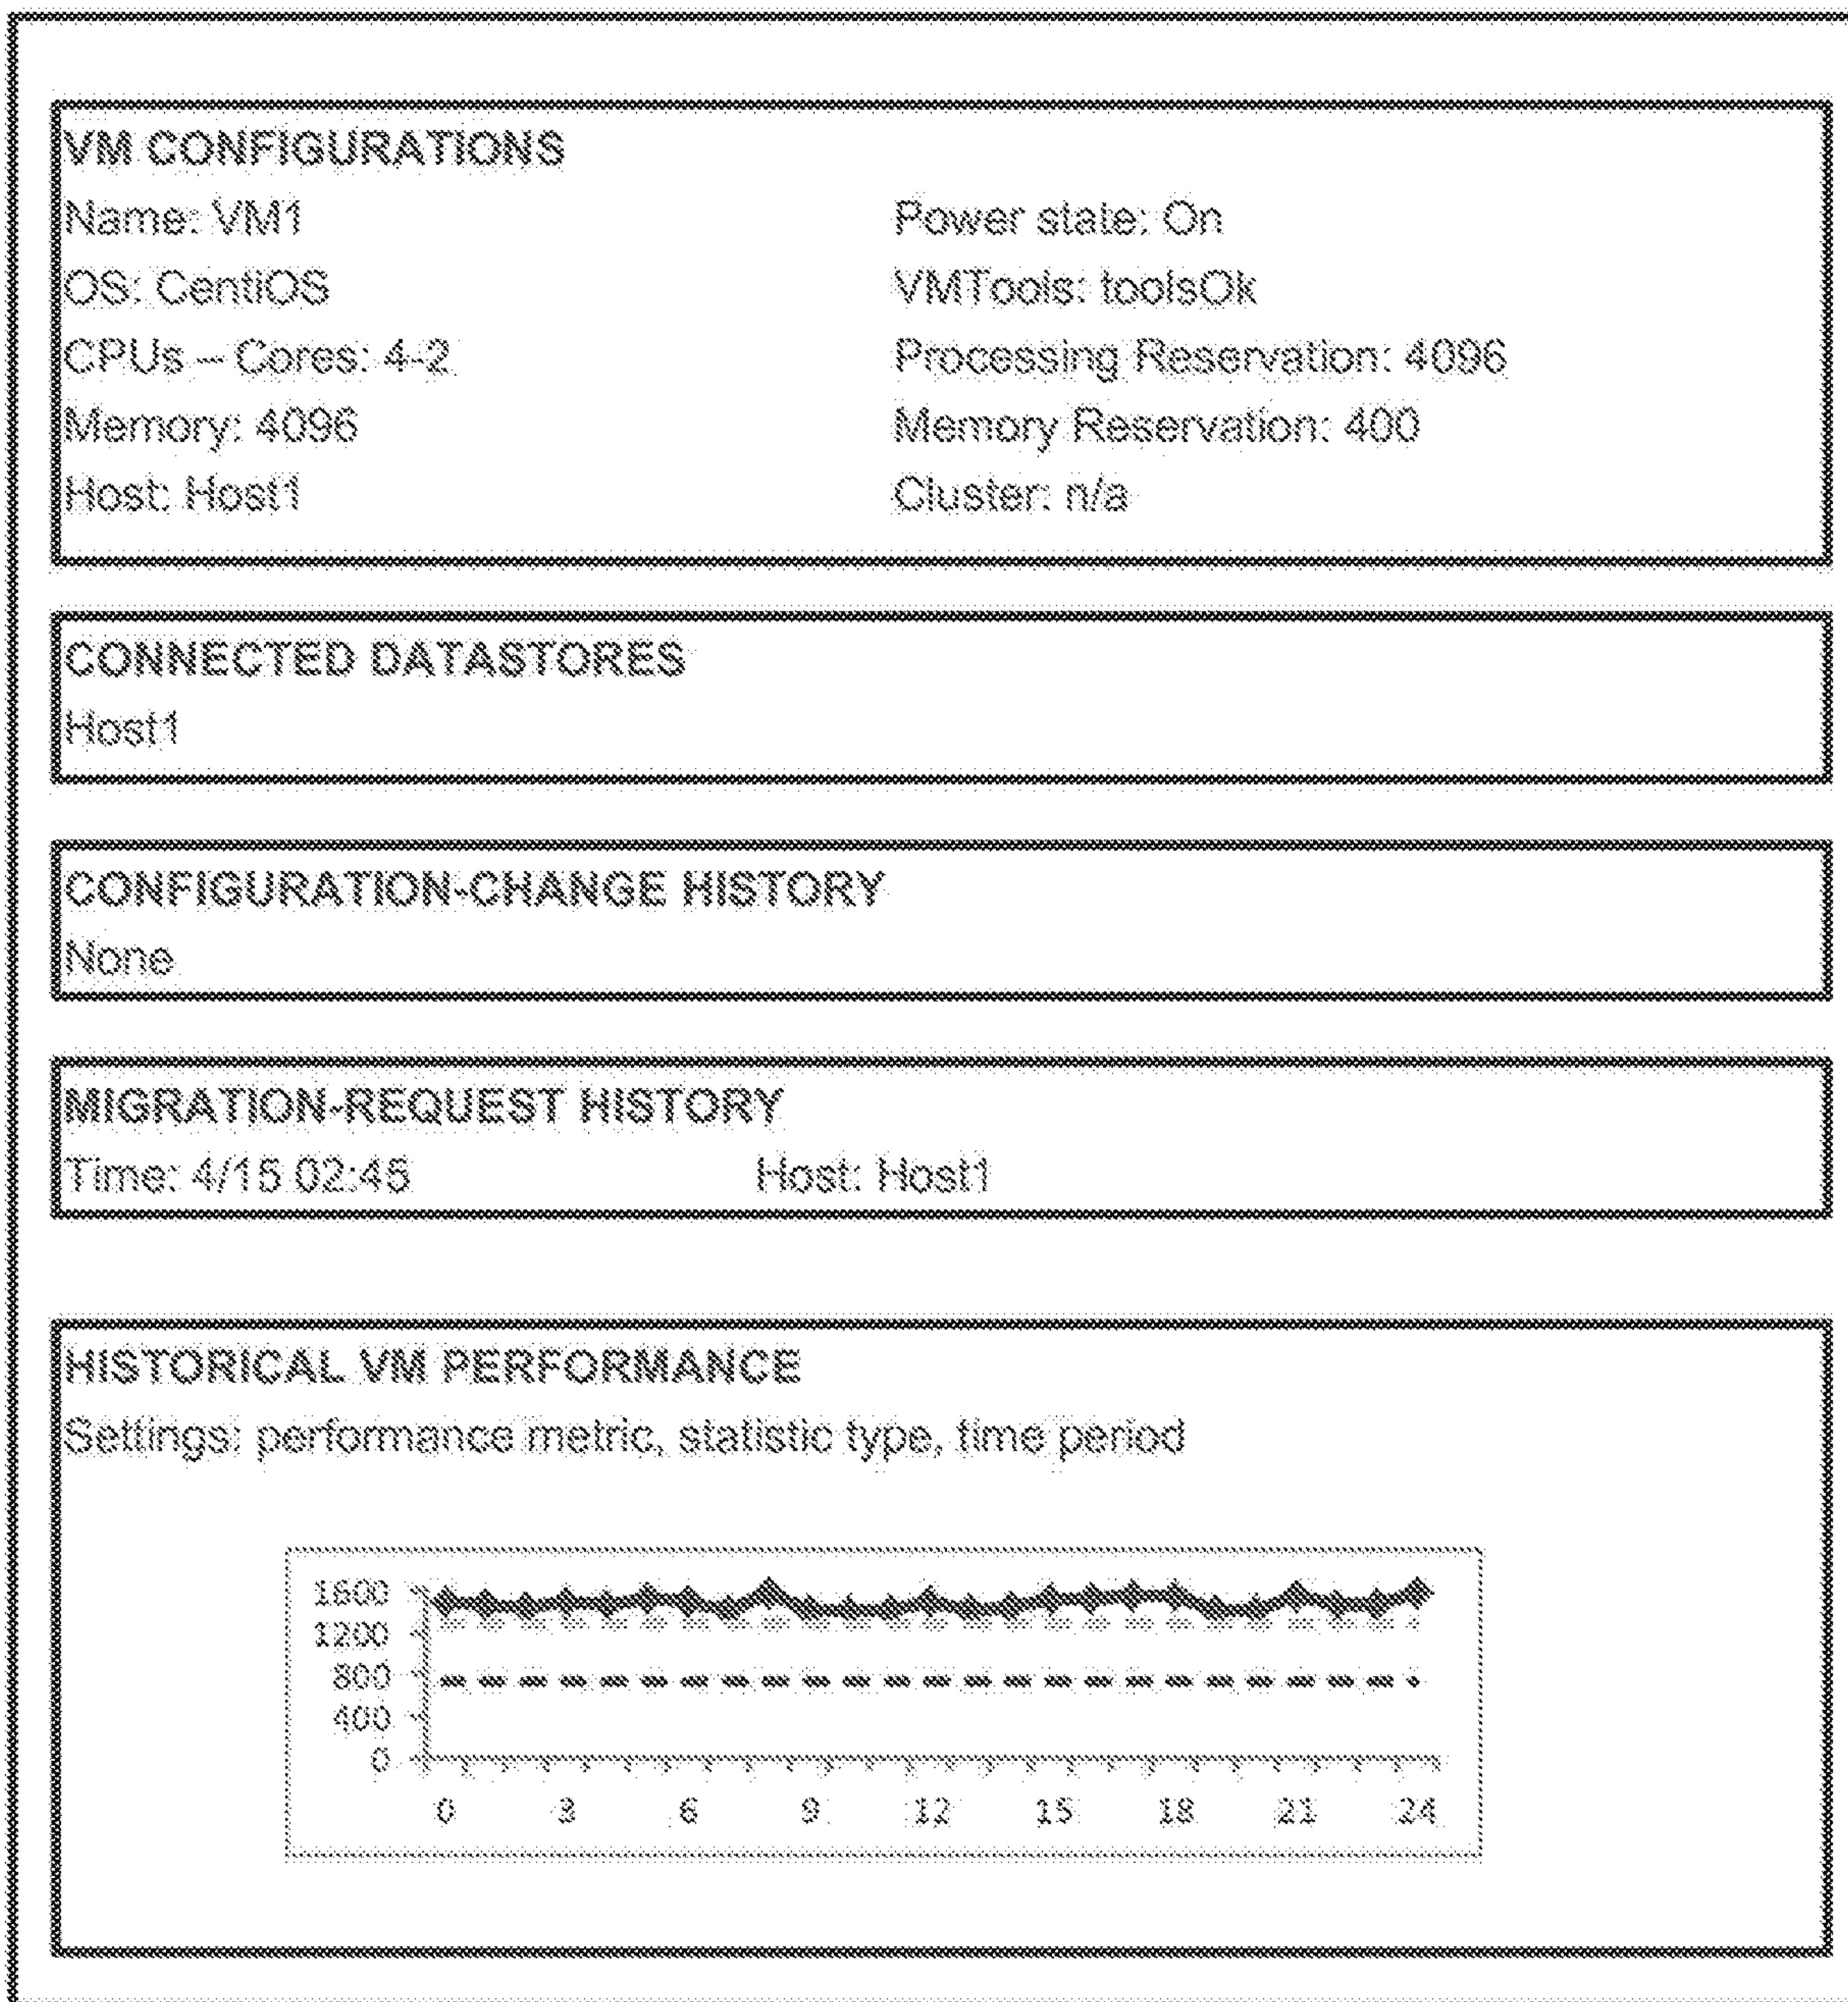 VM CONFIGURATIONS
Name: VM1 Power state: On
OS: CentiOS VMTools: toolsOk
CPUs – Cores: 4-2 Processing Reservation: 4096
Memory: 4096 Memory Reservation: 400
Host: Host1 Cluster: n/a
CONNECTED DATASTORES
Host1
CONFIGURATION-CHANGE HISTORY
None
MIGRATION-REQUEST HISTORY
Time: 4/15 02:45 Host: Host1
HISTORICAL VM PERFORMANCE
Settings: performance metric, statistic type, time period
1600
1200
800
400
0
0 3 6 9 12 15 18 21 24